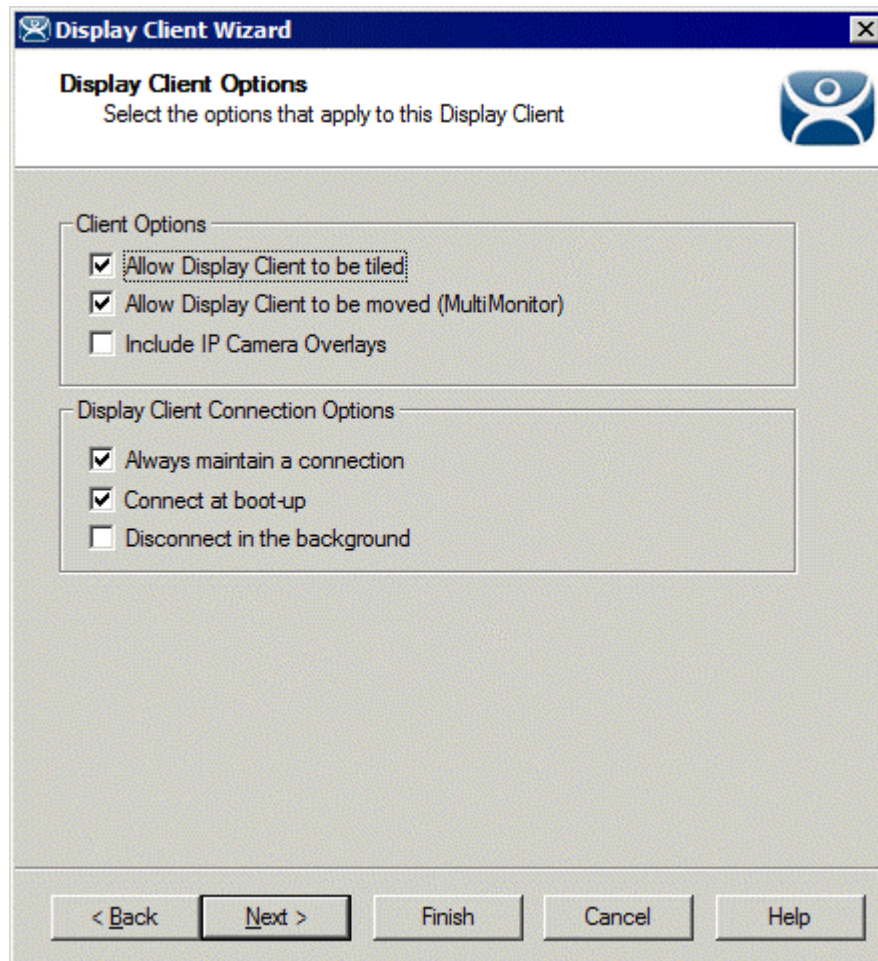 Display Client Wizard
Display Client Options
Select the options that apply to this Display Client
Client Options
Allow Display Client to be tiled
Allow Display Client to be moved (MultiMonitor)
Include IP Camera Overlays
Display Client Connection Options
Always maintain a connection
Connect at boot-up
Disconnect in the background
< Back Next > Finish Cancel Help